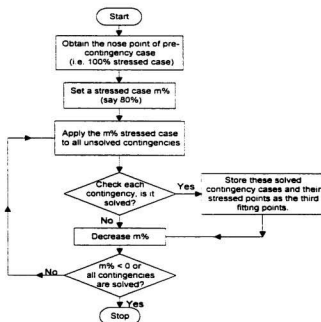 Start
Obtain the nose point of pre-
contingency case
(i.e. 100% stressed case)
Set a stressed case m%
(say 80%)
Apply the m% stressed case
to all unsolved contingencies
Check each
contingency, is it
solved?
Yes
Store these solved
contingency cases and their
stressed points as the third
fitting points.
No
Decrease m%
m% < 0 or
all contingencies
are solved?
No
Yes
Stop